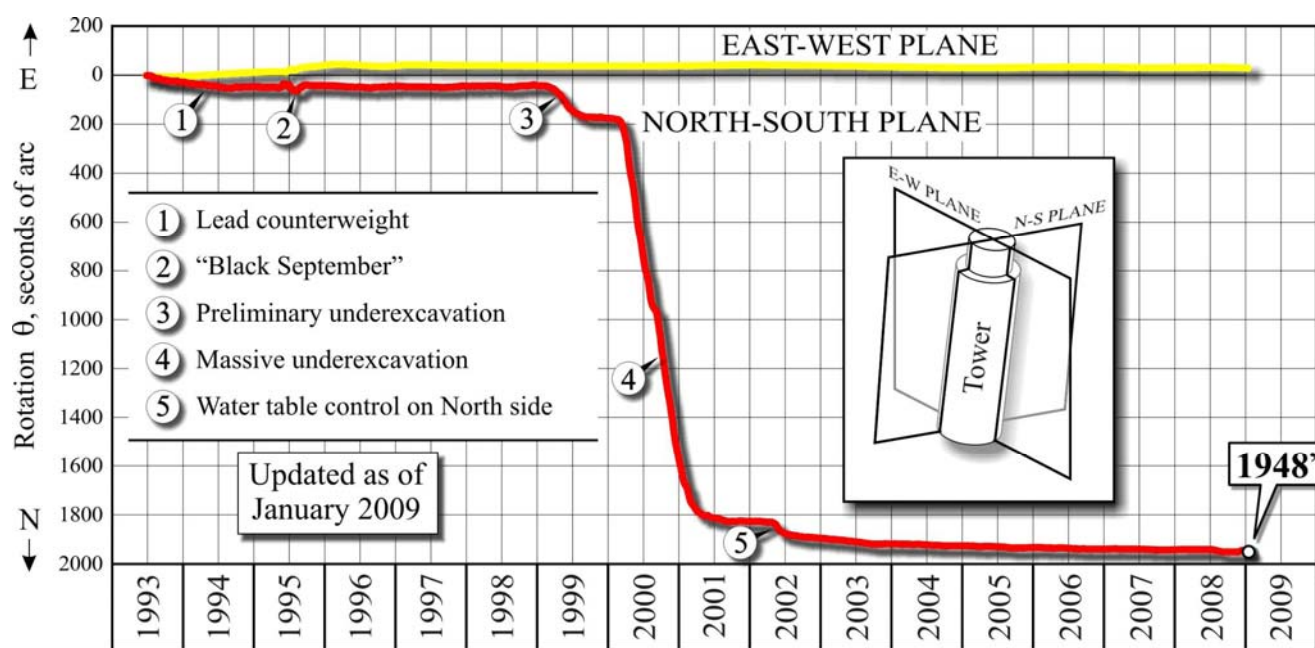 200
0
200
400
600
800
1000
1200
1400
1600
1800
2000
E
Rotation θ, seconds of arc
N
EAST-WEST PLANE
NORTH-SOUTH PLANE
1
2
3
4
5
1 Lead counterweight
2 “Black September”
3 Preliminary underexcavation
4 Massive underexcavation
5 Water table control on North side
Updated as of
January 2009
E-W PLANE
N-S PLANE
Tower
1948"
1993
1994
1995
1996
1997
1998
1999
2000
2001
2002
2003
2004
2005
2006
2007
2008
2009